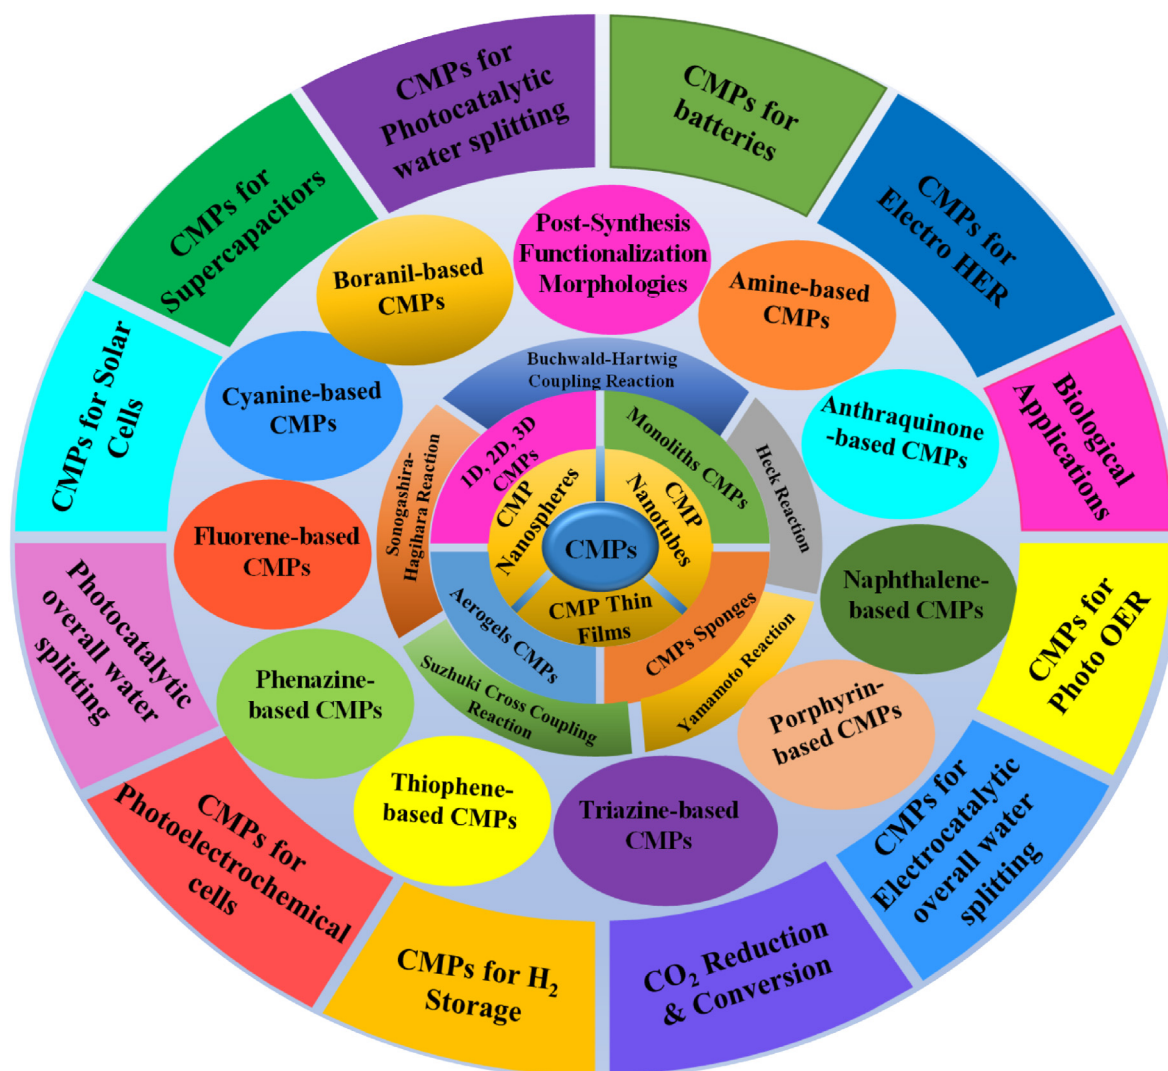 CMPs for
Photocatalytic
water splitting
CMPs for
batteries
CMPs for
Electro HER
Biological
Applications
CMPs for
Photo OER
CMPs for
Electrocatalytic
overall water
splitting
CO₂ Reduction
& Conversion
CMPs for H₂
Storage
CMPs for
Photoelectrochemical
cells
Photocatalytic
overall water
splitting
CMPs for Solar
Cells
CMPs for
Supercapacitors
Post-Synthesis
Functionalization
Morphologies
Amine-based
CMPs
Anthraquinone
-based CMPs
Naphthalene-
based CMPs
Porphyrin-
based CMPs
Triazine-based
CMPs
Thiophene-
based CMPs
Phenazine-
based CMPs
Fluorene-based
CMPs
Cyanine-based
CMPs
Boranil-based
CMPs
Buchwald-Hartwig
Coupling Reaction
Heck Reaction
Yamamoto Reaction
Suzhuki Cross Coupling
Reaction
Sonogashira-
Hagihara Reaction
1D, 2D, 3D
CMPs
Monoliths CMPs
CMPs Sponges
Aerogels CMPs
CMP
Nanospheres
CMP
Nanotubes
CMP Thin
Films
CMPs